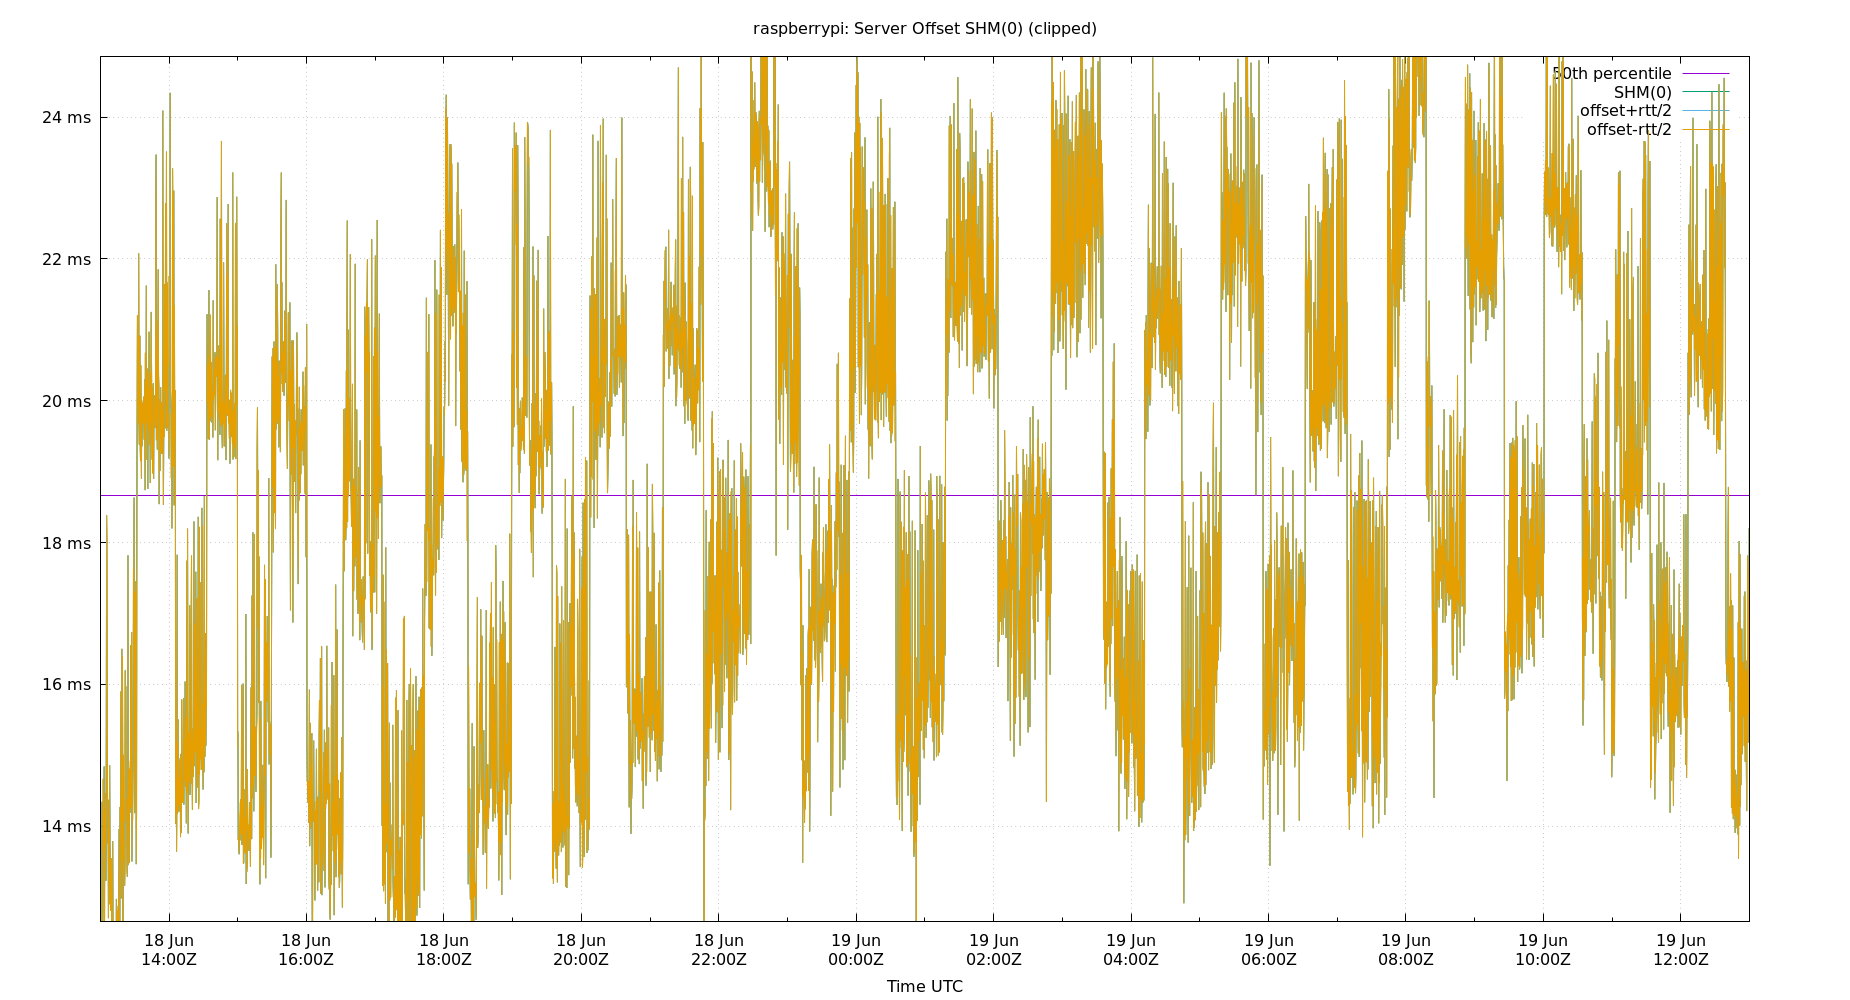 raspberrypi: Server Offset SHM(0) (clipped)
50th percentile
SHM(0)
offset+rtt/2
offset-rtt/2
24 ms
22 ms
20 ms
18 ms
16 ms
14 ms
18 Jun 18 Jun 18 Jun 18 Jun 18 Jun 19 Jun 19 Jun 19 Jun 19 Jun 19 Jun 19 Jun 19 Jun
14:00Z 16:00Z 18:00Z 20:00Z 22:00Z 00:00Z 02:00Z 04:00Z 06:00Z 08:00Z 10:00Z 12:00Z
Time UTC